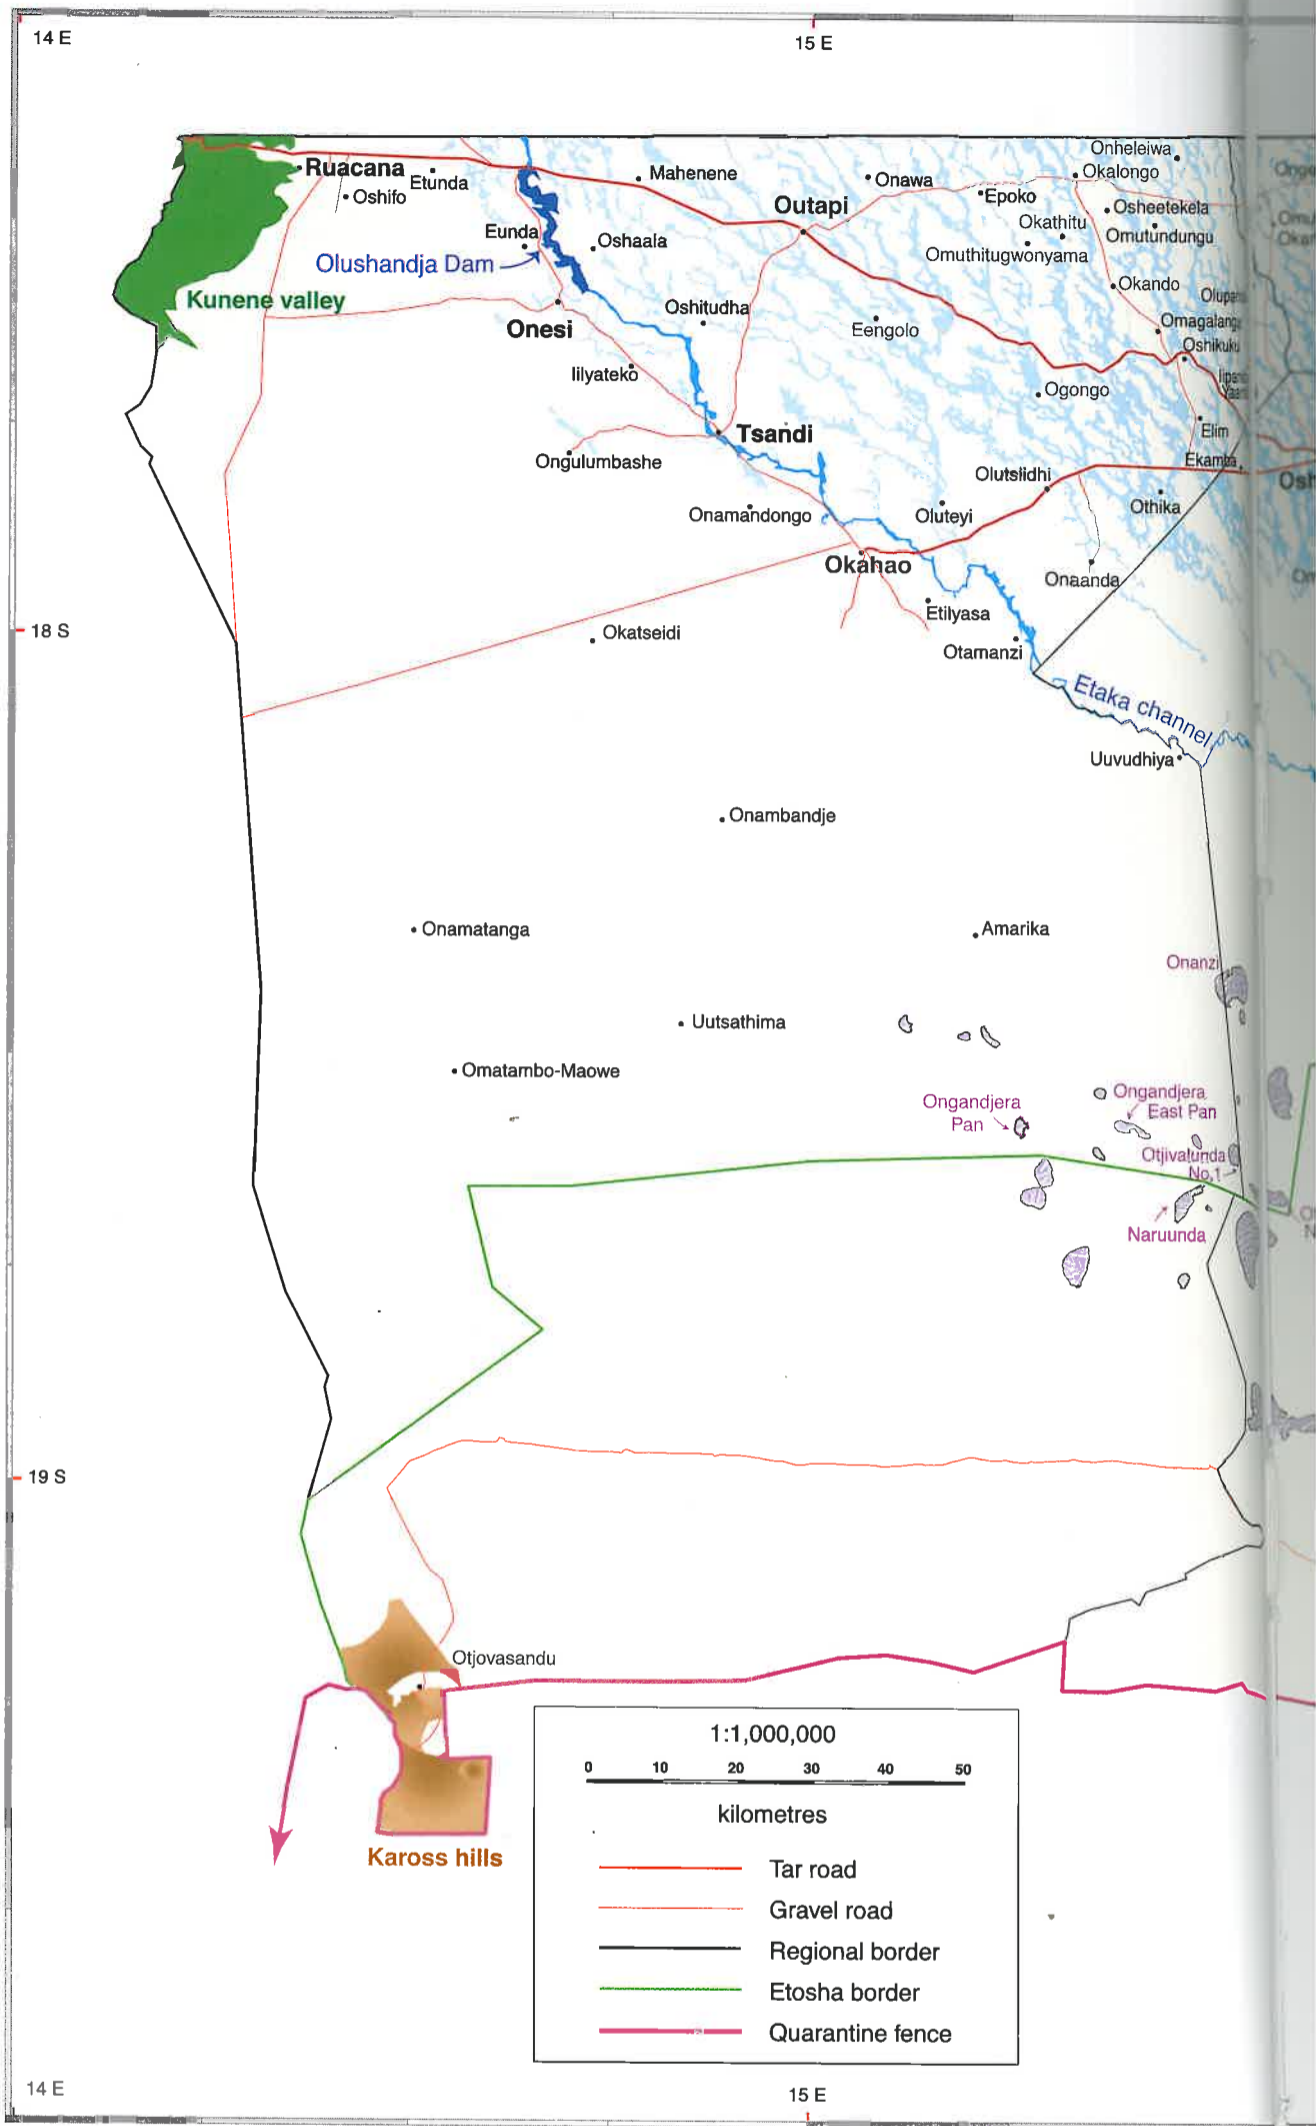 14 E
15 E
Onheleiwa
Okalongo
Ruacana
Etunda
Oshifo
Mahenene
Onawa
Epoko
Outapi
Osheetekela
Okathitu
Omutundungu
Omuthitugwonyama
Eunda
Oshaala
Olushandja Dam
Okando
Kunene valley
Oshitudha
Onesi
Eengolo
Oshikuku
Iilyateko
Ogongo
Tsandi
Elim
Ongulumbashe
Ekamba
Olutsiidhi
Othika
Onamandongo
Oluteyi
Okahao
Onaanda
Etilyasa
18 S
Okatseidi
Otamanzi
Etaka channel
Uuvudhiya
Onambandje
Onamatanga
Amarika
Onanzi
Uutsathima
Omatambo-Maowe
Ongandjera
Pan
Ongandjera
East Pan
Otjivalunda
No.1
Naruunda
19 S
Otjovasandu
Kaross hills
1:1,000,000
0 10 20 30 40 50
kilometres
Tar road
Gravel road
Regional border
Etosha border
Quarantine fence
14 E
15 E